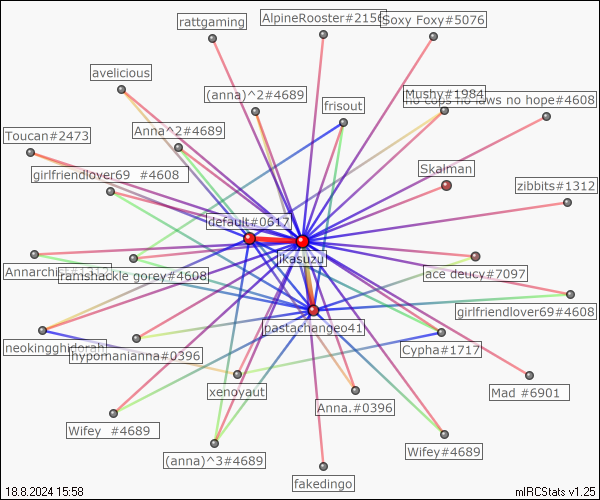 rattgaming
AlpineRooster#2156
Soxy Foxy#5076
avelicious
(anna)^2#4689
frisout
Mushy#1984
no cops no laws no hope#4608
Toucan#2473
Anna^2#4689
girlfriendlover69 #4608
Skalman
zibbits#1312
default#0617
ikasuzu
Annarchist#1312
ramshackle gorey#4608
ace deucy#7097
girlfriendlover69#4608
pastachangeo41
neokingghidorah
hypomanianna#0396
Cypha#1717
xenoyaut
Anna.#0396
Mad #6901
Wifey #4689
(anna)^3#4689
Wifey#4689
fakedingo
18.8.2024 15:58
mIRCStats v1.25